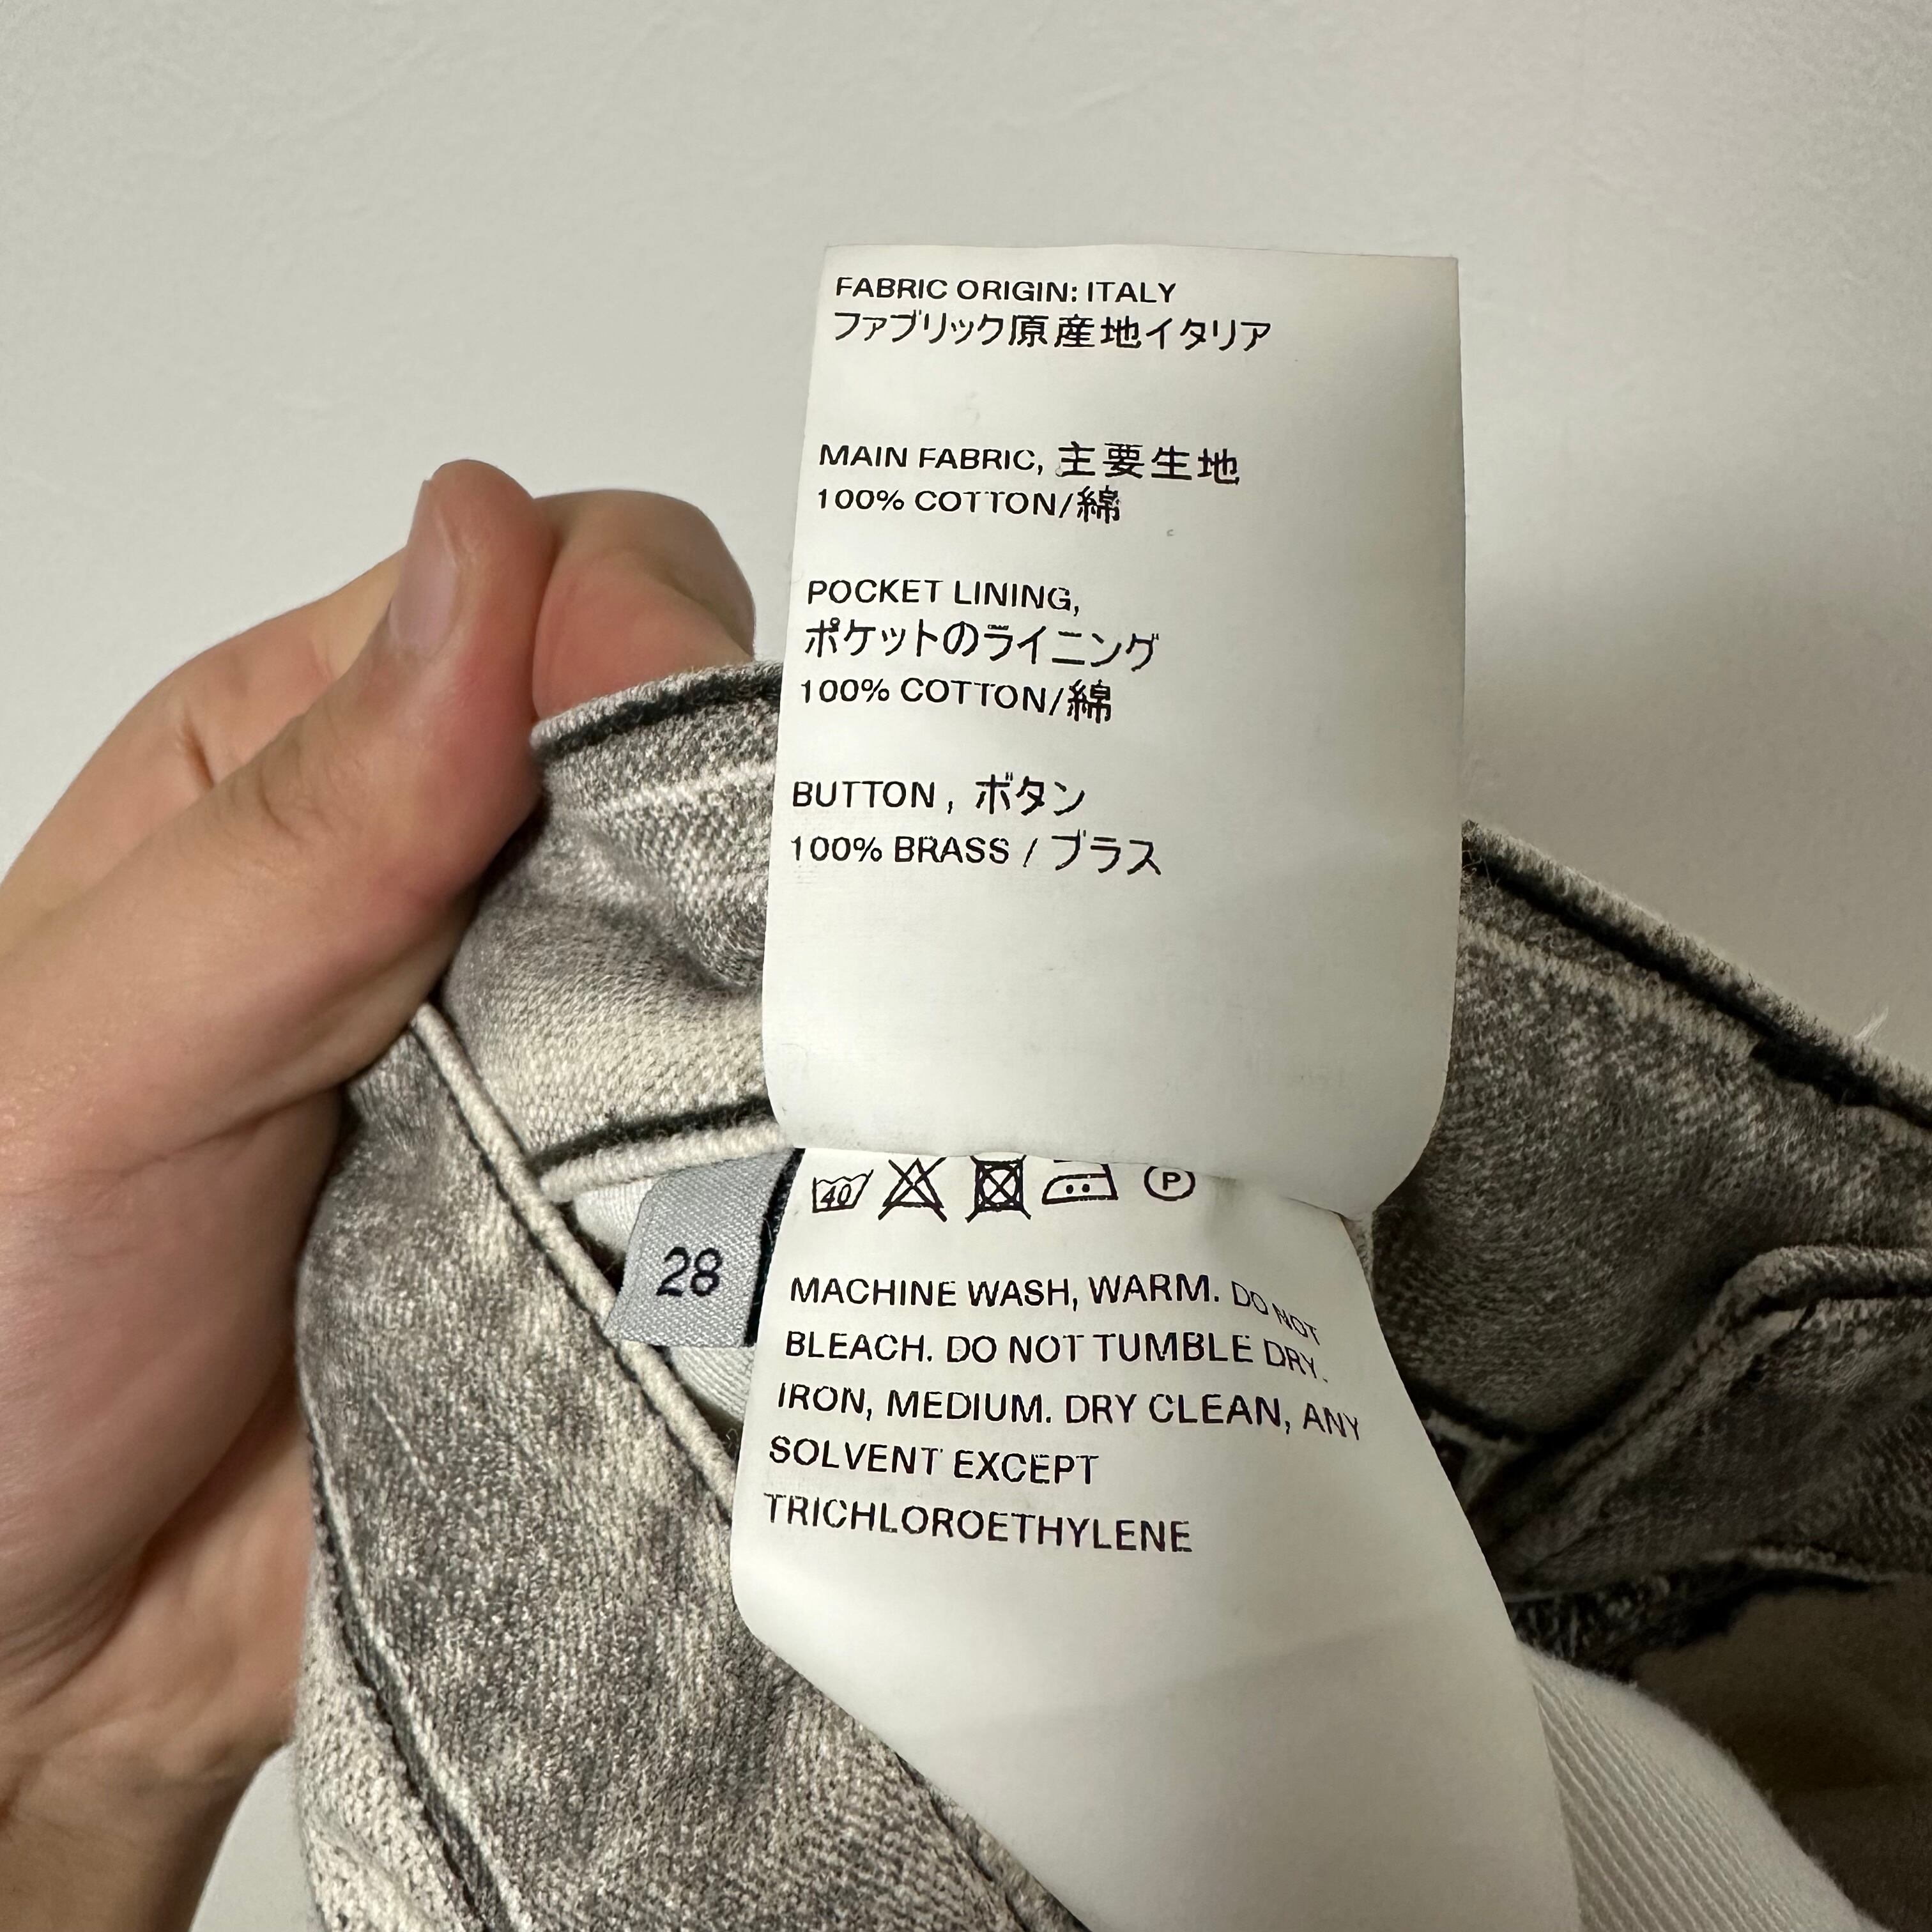 FABRIC ORIGIN: ITALY
ファブリック原産地イタリア
MAIN FABRIC, 主要生地
100% COTTON/綿
POCKET LINING,
ポケットのライニング
100% COTTON/綿
BUTTON , ボタン
100% BRASS / ブラス
40 P
28
MACHINE WASH, WARM. DO NOT
BLEACH. DO NOT TUMBLE DRY.
IRON, MEDIUM. DRY CLEAN, ANY
SOLVENT EXCEPT
TRICHLOROETHYLENE